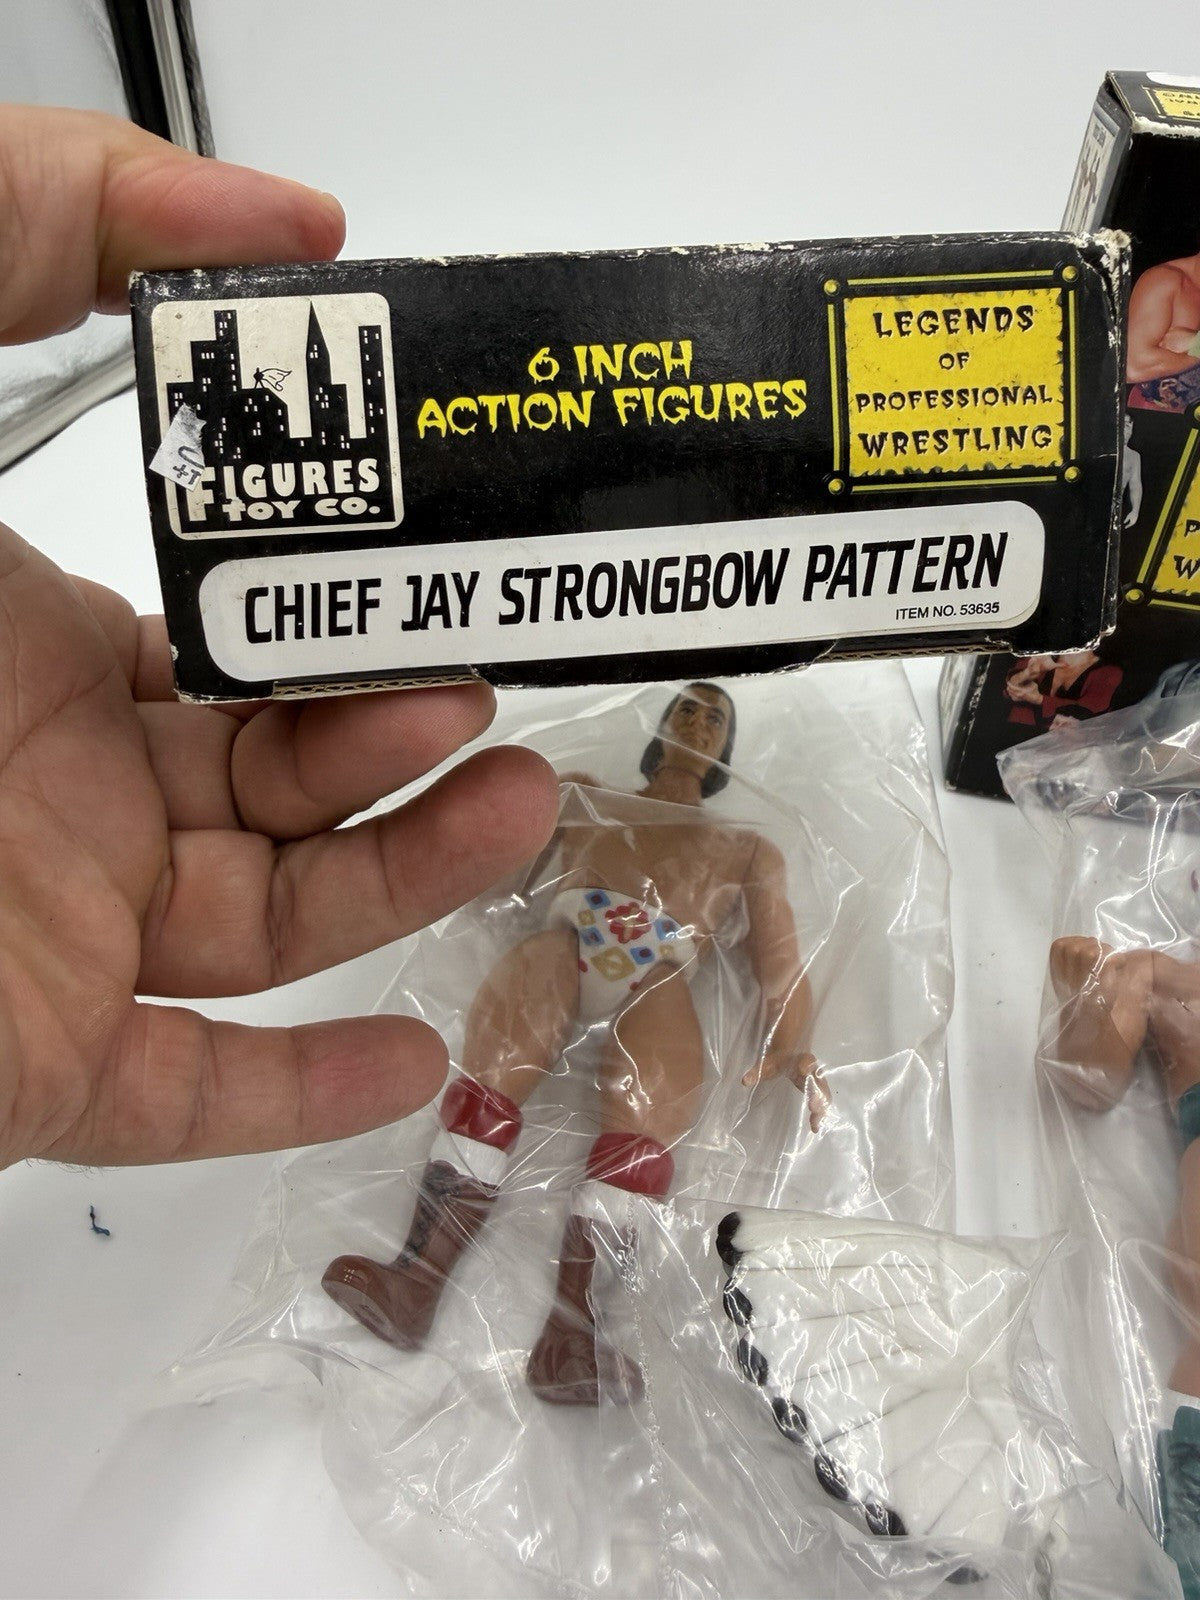 FIGURES
TOY CO.
6 INCH
ACTION FIGURES
LEGENDS
OF
PROFESSIONAL
WRESTLING
CHIEF JAY STRONGBOW PATTERN
ITEM NO. 53635